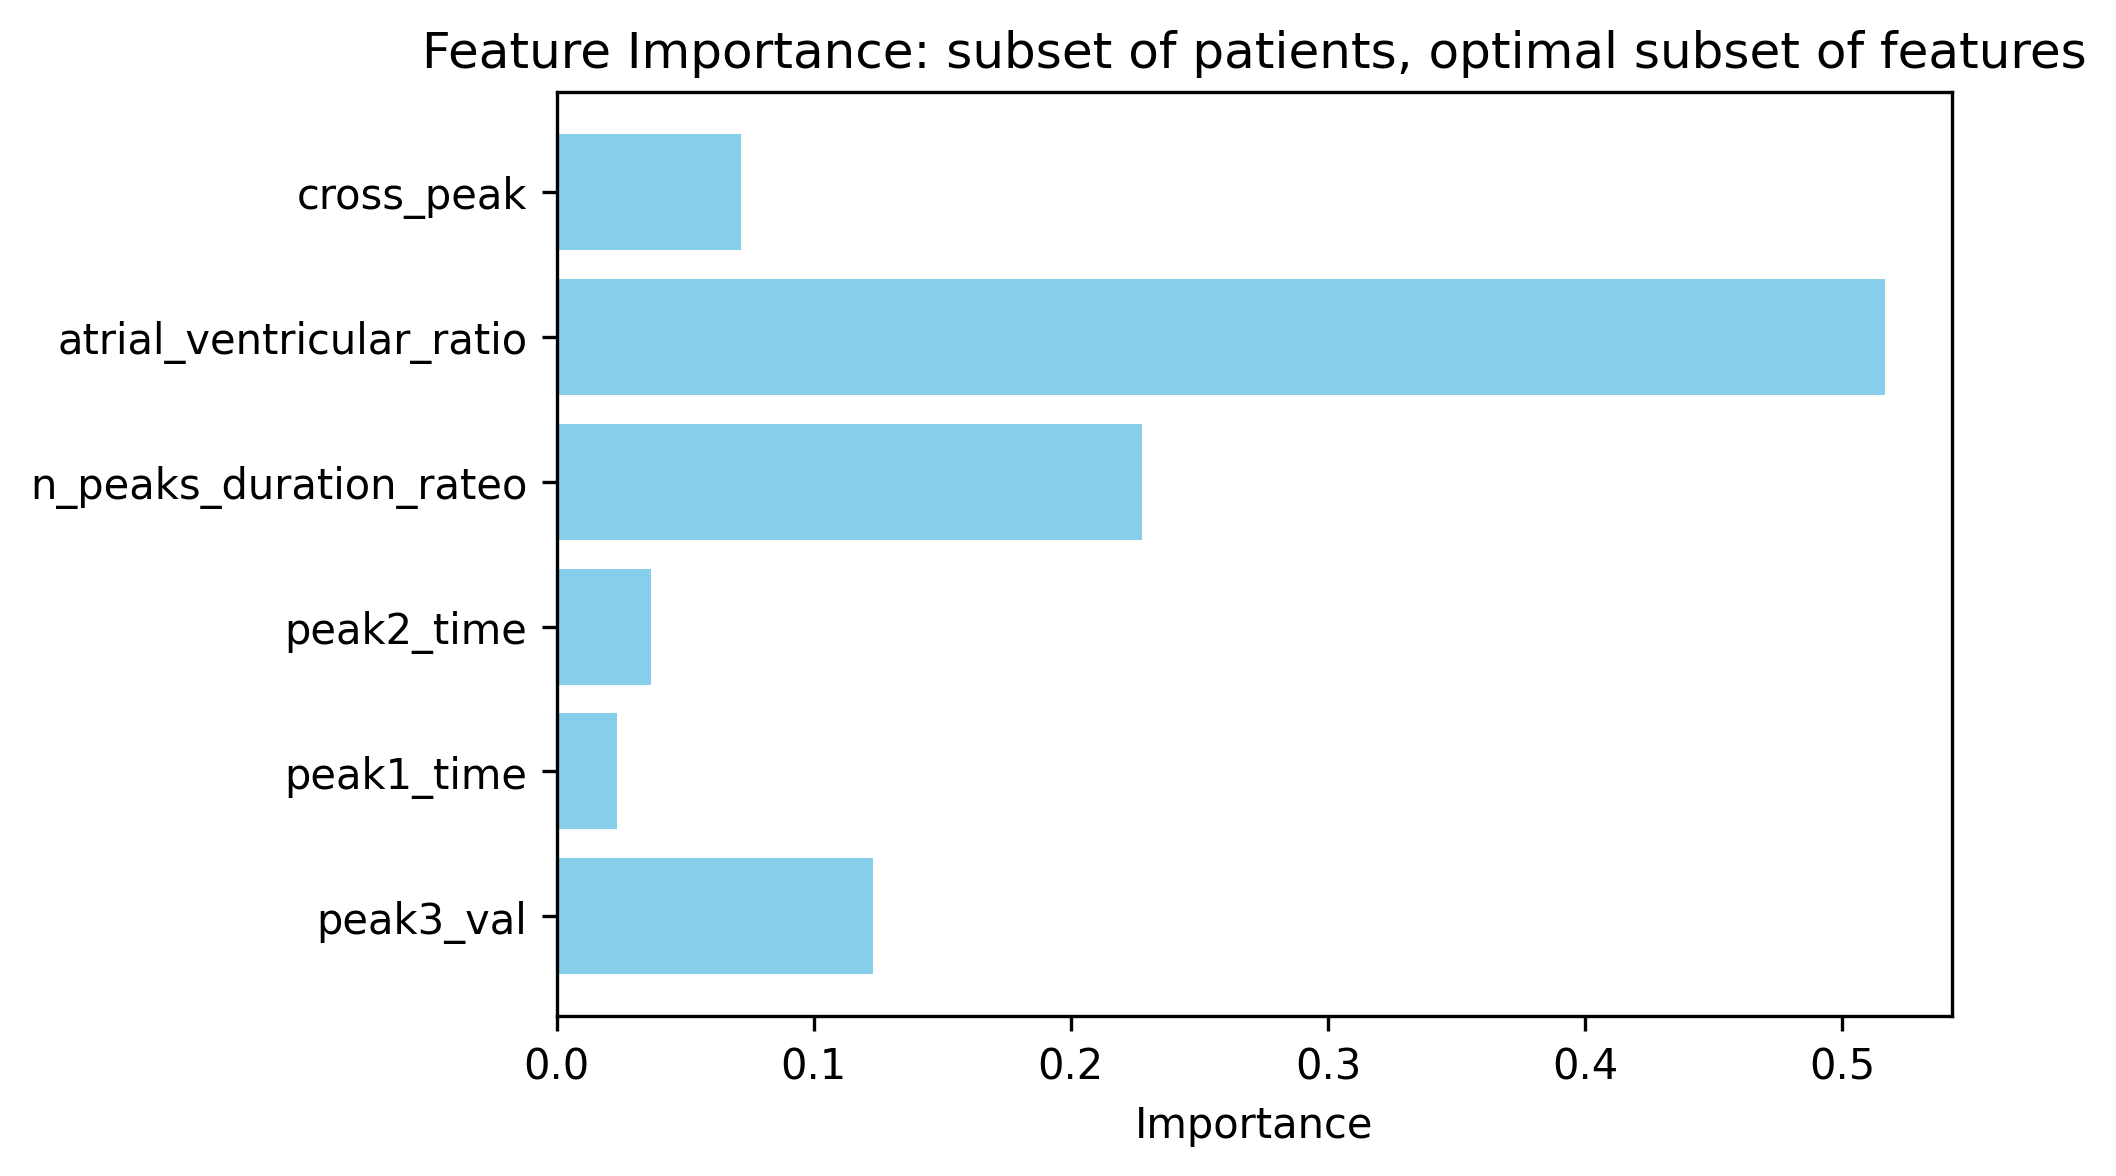 Feature Importance: subset of patients, optimal subset of features
cross_peak
atrial_ventricular_ratio
n_peaks_duration_rateo
peak2_time
peak1_time
peak3_val
0.0 0.1 0.2 0.3 0.4 0.5
Importance